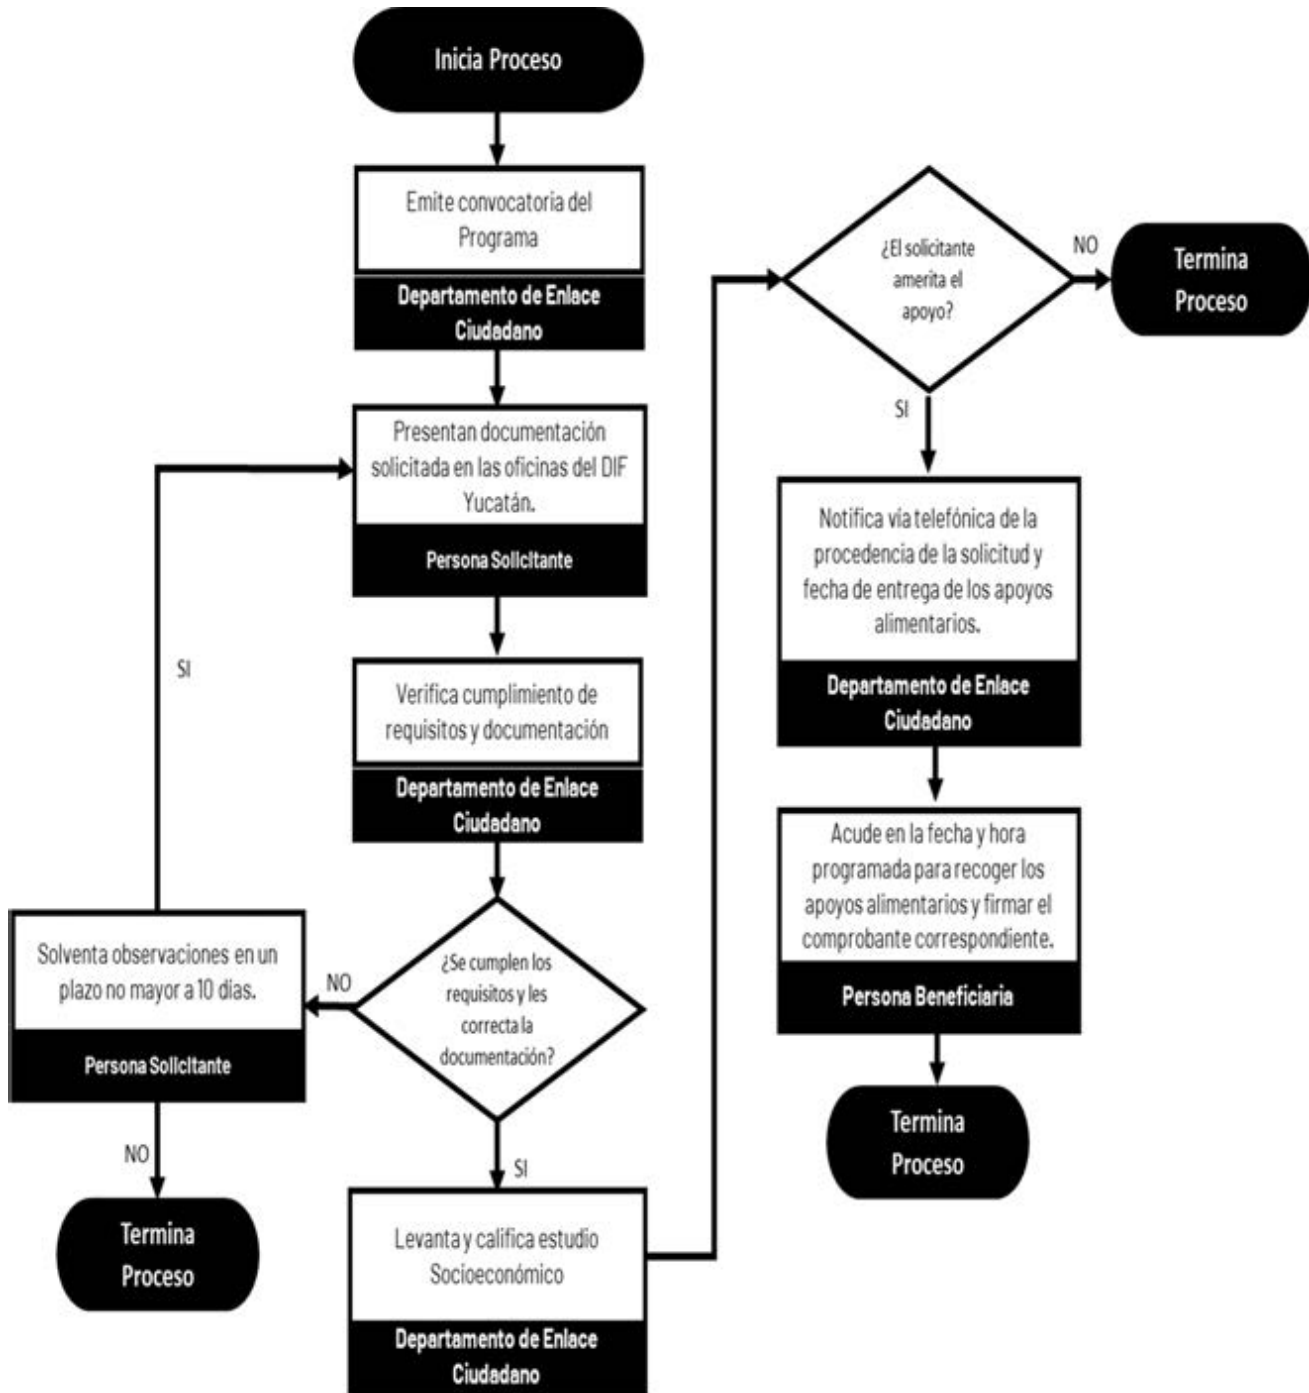 Inicia Proceso
Emite convocatoria del
Programa
Departamento de Enlace
Ciudadano
Presentan documentación
solicitada en las oficinas del DIF
Yucatán.
Persona Solicitante
Verifica cumplimiento de
requisitos y documentación
Departamento de Enlace
Ciudadano
¿Se cumplen los
requisitos y les
correcta la
documentación?
NO
Solventa observaciones en un
plazo no mayor a 10 días.
Persona Solicitante
SI
NO
Termina
Proceso
SI
Levanta y califica estudio
Socioeconómico
Departamento de Enlace
Ciudadano
¿El solicitante
amerita el
apoyo?
NO
Termina
Proceso
SI
Notifica vía telefónica de la
procedencia de la solicitud y
fecha de entrega de los apoyos
alimentarios.
Departamento de Enlace
Ciudadano
Acude en la fecha y hora
programada para recoger los
apoyos alimentarios y firmar el
comprobante correspondiente.
Persona Beneficiaria
Termina
Proceso